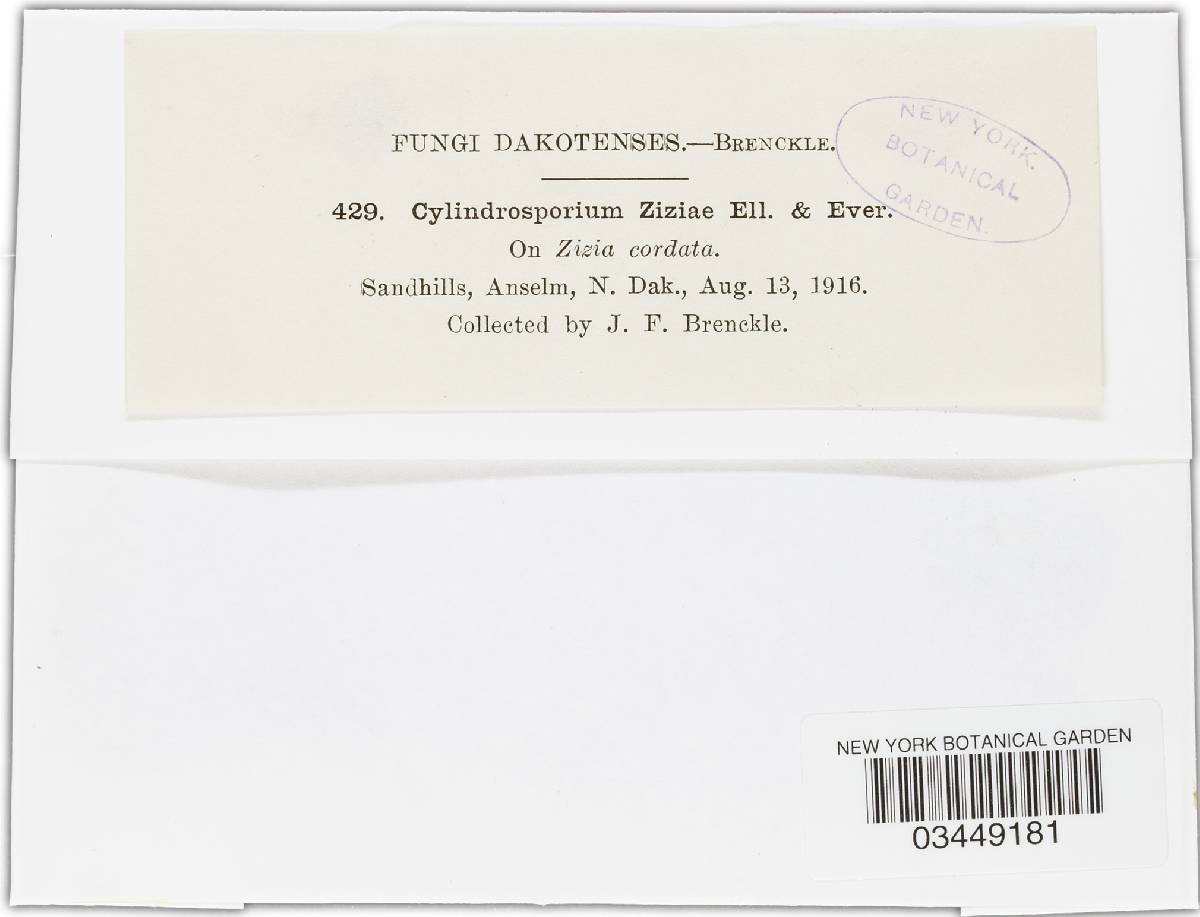 FUNGI DAKOTENSES.—BRENCKLE.
429. Cylindrosporium Ziziae Ell. & Ever.
On Zizia cordata.
Sandhills, Anselm, N. Dak., Aug. 13, 1916.
Collected by J. F. Brenckle.
NEW YORK.
BOTANICAL
GARDEN.
NEW YORK BOTANICAL GARDEN
03449181